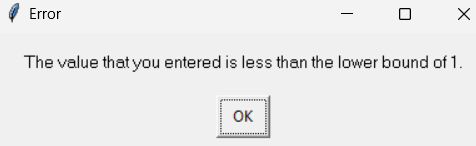 Error
The value that you entered is less than the lower bound of 1.
OK